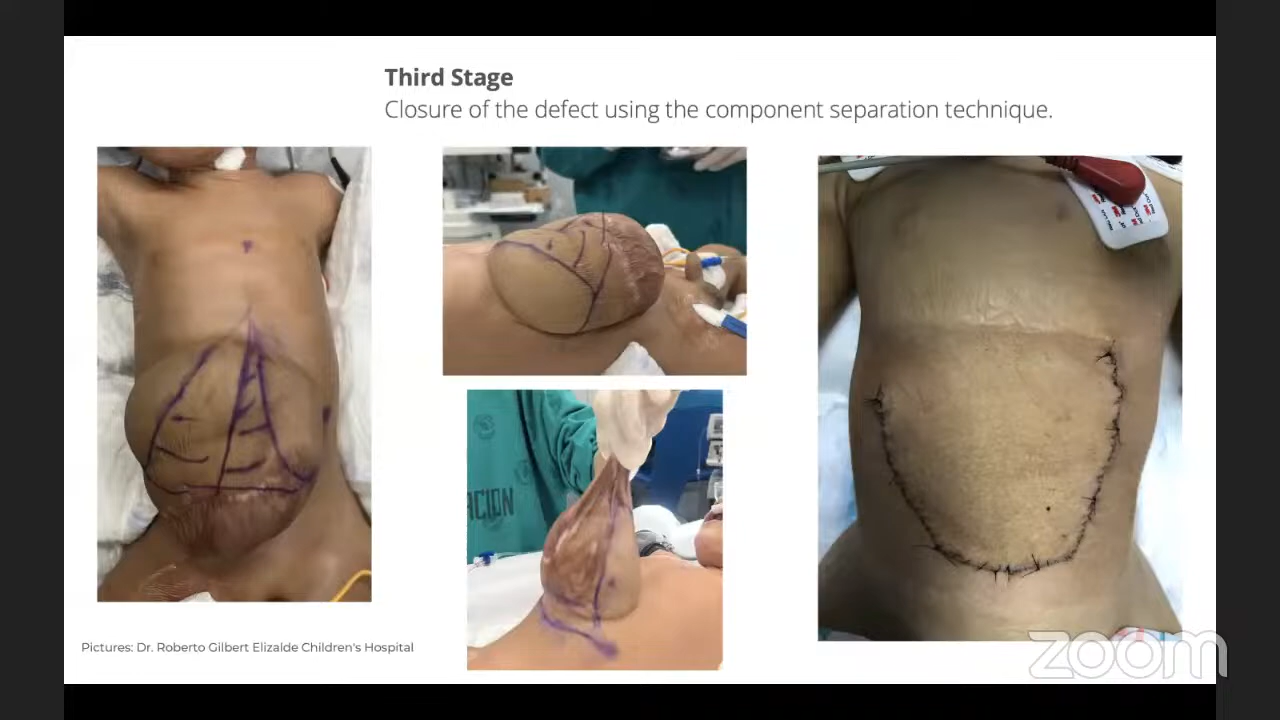 Third Stage
Closure of the defect using the component separation technique.
ACION
Pictures: Dr. Roberto Gilbert Elizalde Children's Hospital
zoom